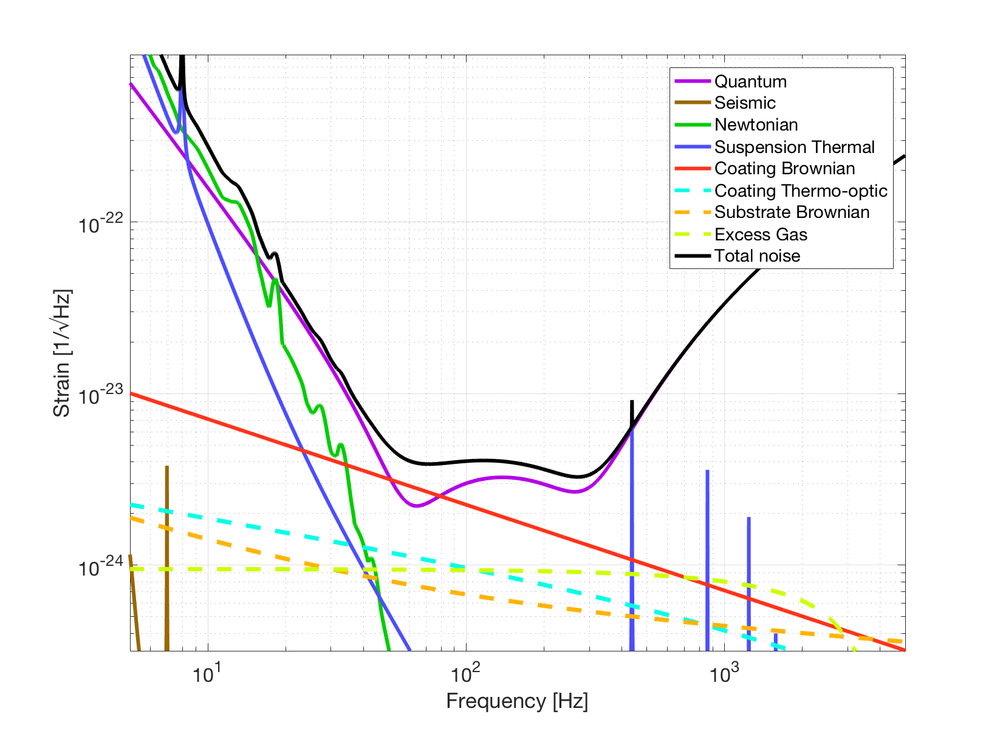 Quantum
Seismic
Newtonian
Suspension Thermal
Coating Brownian
Coating Thermo-optic
Substrate Brownian
Excess Gas
Total noise
10^-22
10^-23
10^-24
Strain [1/√Hz]
10^1 10^2 10^3
Frequency [Hz]